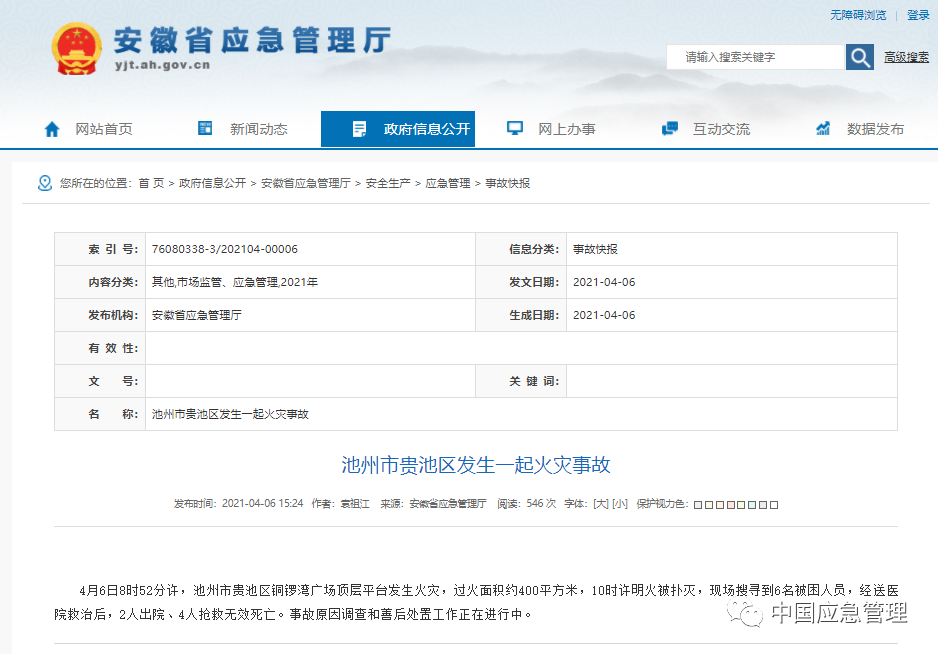 无障碍浏览 | 登录
安徽省应急管理厅
yjt.ah.gov.cn
请输入搜索关键字
高级搜索
网站首页 新闻动态 政府信息公开 网上办事 互动交流 数据发布
您所在的位置: 首 页 > 政府信息公开 > 安徽省应急管理厅 > 安全生产 > 应急管理 > 事故快报
索 引 号: 76080338-3/202104-00006 信息分类: 事故快报
内容分类: 其他,市场监管、应急管理,2021年 发文日期: 2021-04-06
发布机构: 安徽省应急管理厅 生成日期: 2021-04-06
有 效 性:
文 号: 关 键 词:
名 称: 池州市贵池区发生一起火灾事故
池州市贵池区发生一起火灾事故
发布时间: 2021-04-06 15:24 作者: 袁祖江 来源: 安徽省应急管理厅 阅读: 546 次 字体: [大] [小] 保护视力色:
4月6日8时52分许，池州市贵池区铜锣湾广场顶层平台发生火灾，过火面积约400平方米，10时许明火被扑灭，现场搜寻到6名被困人员，经送医
院救治后，2人出院、4人抢救无效死亡。事故原因调查和善后处置工作正在进行中。
中国应急管理